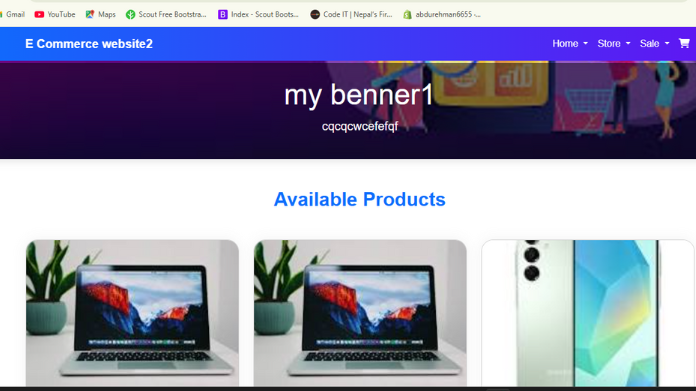 Gmail YouTube Maps Scout Free Bootstra... Index - Scout Boots... Code IT | Nepal's Fir... abdurehman6655 -...
E Commerce website2 Home Store Sale
my benner1
cqcqcwcefefqf
Available Products